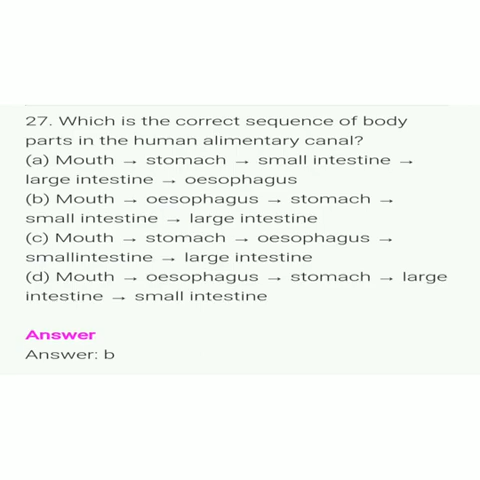 27. Which is the correct sequence of body
parts in the human alimentary canal?
(a) Mouth → stomach → small intestine →
large intestine → oesophagus
(b) Mouth → oesophagus → stomach →
small intestine → large intestine
(c) Mouth → stomach → oesophagus →
smallintestine → large intestine
(d) Mouth → oesophagus → stomach → large
intestine → small intestine
Answer
Answer: b